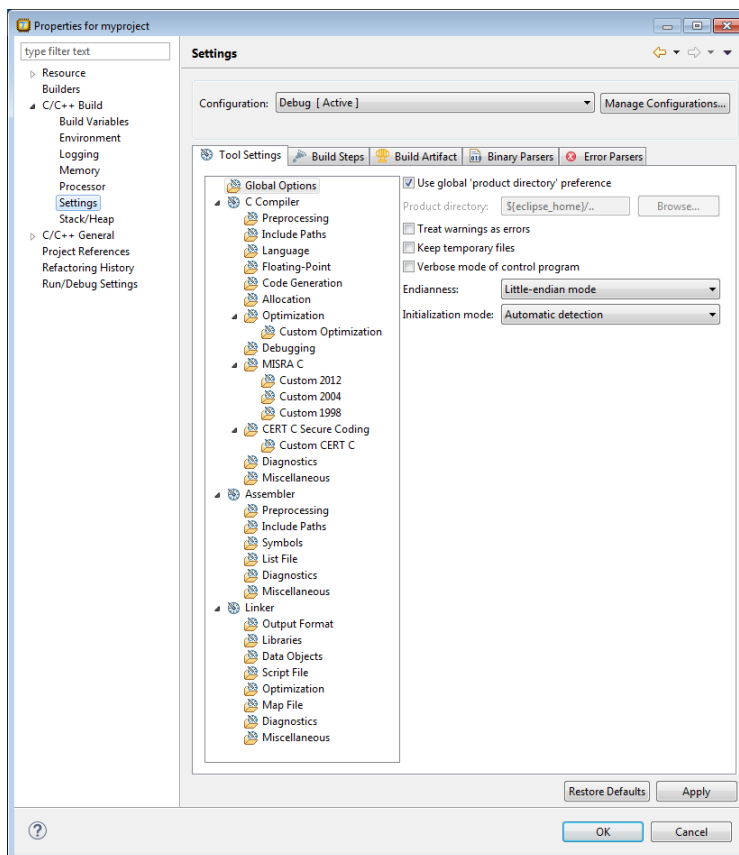 Properties for myproject
type filter text
Resource
Builders
C/C++ Build
Build Variables
Environment
Logging
Memory
Processor
Settings
Stack/Heap
C/C++ General
Project References
Refactoring History
Run/Debug Settings
Settings
Configuration: Debug [ Active ] Manage Configurations...
Tool Settings Build Steps Build Artifact Binary Parsers Error Parsers
Global Options
C Compiler
Preprocessing
Include Paths
Language
Floating-Point
Code Generation
Allocation
Optimization
Custom Optimization
Debugging
MISRA C
Custom 2012
Custom 2004
Custom 1998
CERT C Secure Coding
Custom CERT C
Diagnostics
Miscellaneous
Assembler
Preprocessing
Include Paths
Symbols
List File
Diagnostics
Miscellaneous
Linker
Output Format
Libraries
Data Objects
Script File
Optimization
Map File
Diagnostics
Miscellaneous
Use global 'product directory' preference
Product directory: ${eclipse_home}/.. Browse...
Treat warnings as errors
Keep temporary files
Verbose mode of control program
Endianness: Little-endian mode
Initialization mode: Automatic detection
Restore Defaults Apply
? OK Cancel